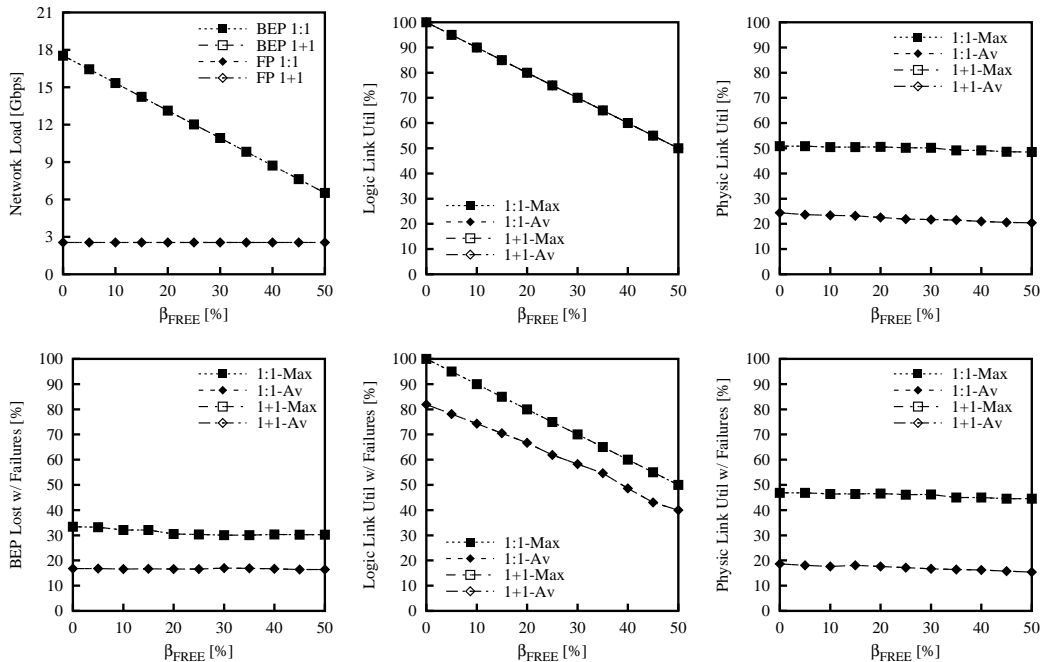 Network Load [Gbps]
21
18
15
12
9
6
3
0
BEP 1:1
BEP 1+1
FP 1:1
FP 1+1
0 10 20 30 40 50
β_FREE [%]
Logic Link Util [%]
100
90
80
70
60
50
40
30
20
10
0
1:1-Max
1:1-Av
1+1-Max
1+1-Av
0 10 20 30 40 50
β_FREE [%]
Physic Link Util [%]
100
90
80
70
60
50
40
30
20
10
0
1:1-Max
1:1-Av
1+1-Max
1+1-Av
0 10 20 30 40 50
β_FREE [%]
BEP Lost w/ Failures [%]
100
90
80
70
60
50
40
30
20
10
0
1:1-Max
1:1-Av
1+1-Max
1+1-Av
0 10 20 30 40 50
β_FREE [%]
Logic Link Util w/ Failures [%]
100
90
80
70
60
50
40
30
20
10
0
1:1-Max
1:1-Av
1+1-Max
1+1-Av
0 10 20 30 40 50
β_FREE [%]
Physic Link Util w/ Failures [%]
100
90
80
70
60
50
40
30
20
10
0
1:1-Max
1:1-Av
1+1-Max
1+1-Av
0 10 20 30 40 50
β_FREE [%]